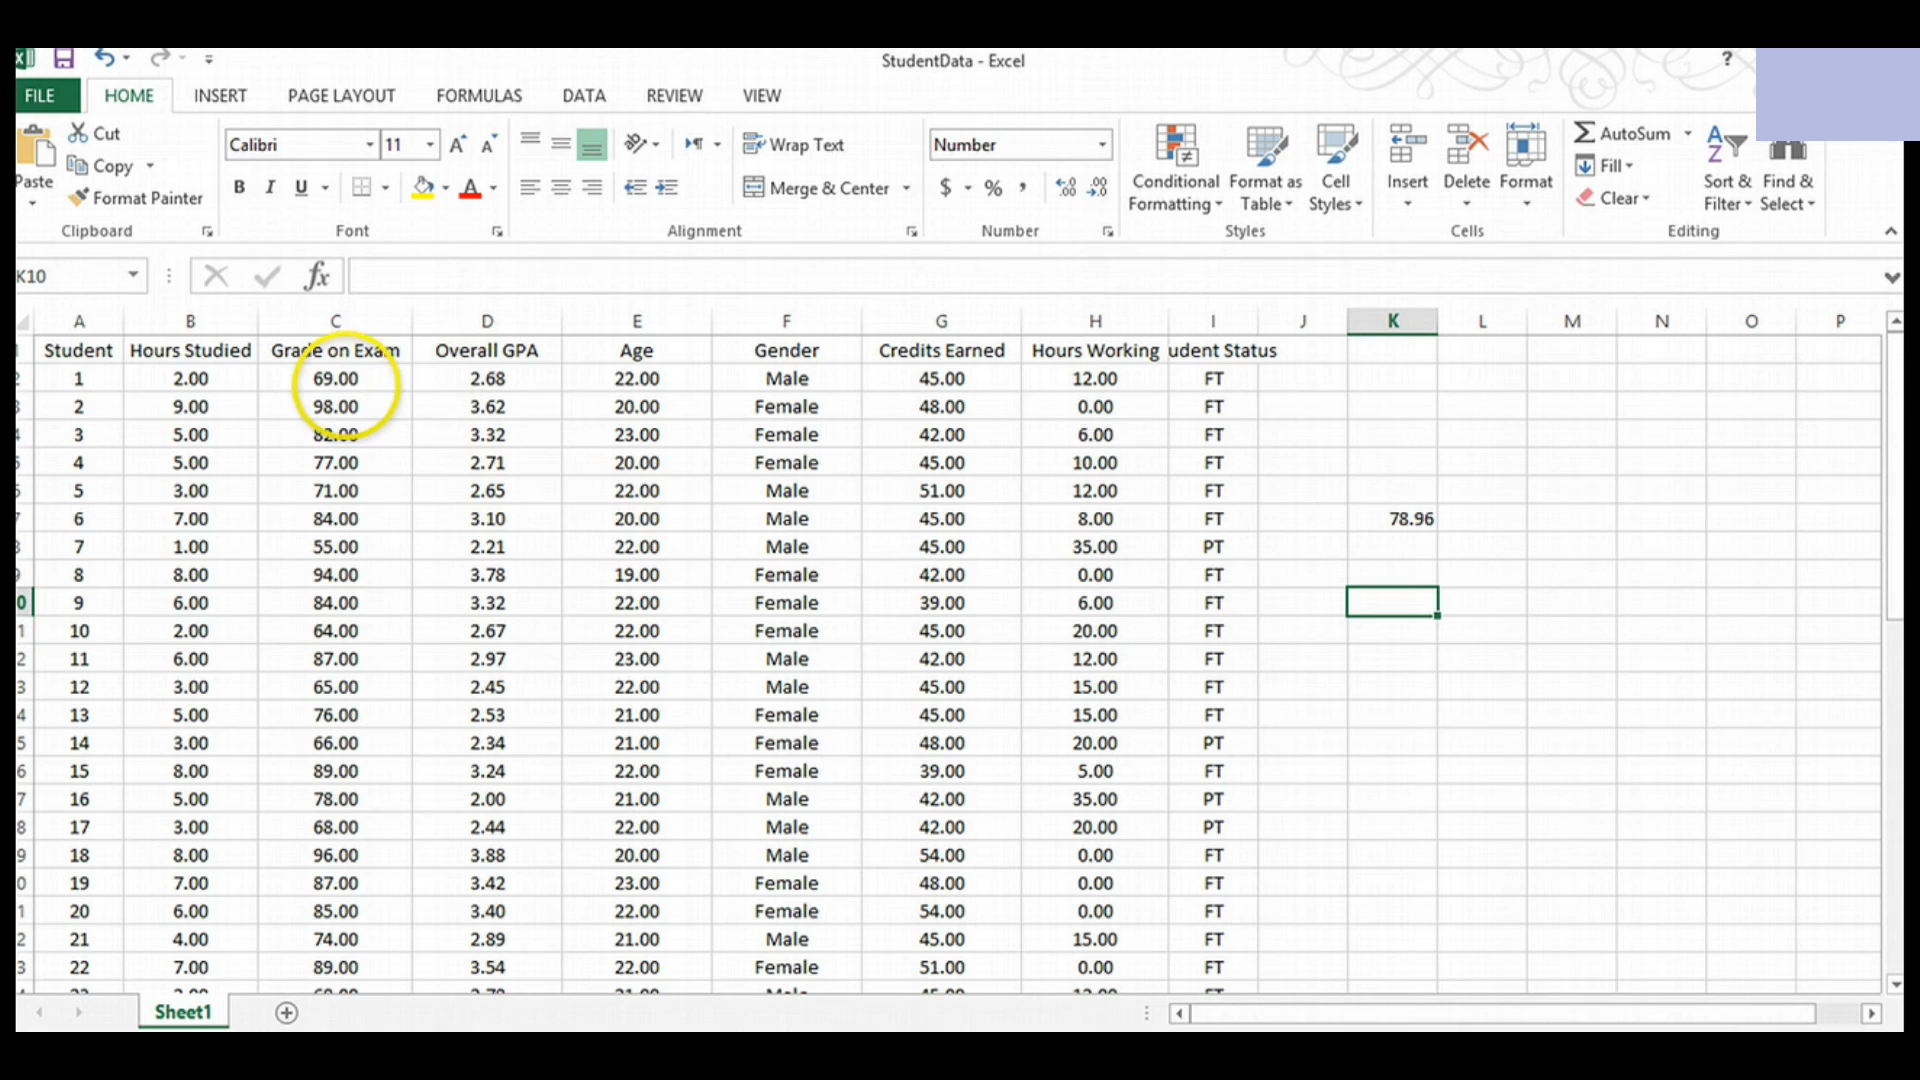 StudentData - Excel ?
FILE HOME INSERT PAGE LAYOUT FORMULAS DATA REVIEW VIEW
Cut Calibri 11 Wrap Text Number AutoSum
Copy Fill
Paste Format Painter B I U Merge & Center $ % , Conditional Formatting Format as Table Cell Styles Insert Delete Format Clear Sort & Filter Find & Select
Clipboard Font Alignment Number Styles Cells Editing
K10 fx
A B C D E F G H I J K L M N O P
Student Hours Studied Grade on Exam Overall GPA Age Gender Credits Earned Hours Working udent Status
1 2.00 69.00 2.68 22.00 Male 45.00 12.00 FT
2 9.00 98.00 3.62 20.00 Female 48.00 0.00 FT
3 5.00 82.00 3.32 23.00 Female 42.00 6.00 FT
4 5.00 77.00 2.71 20.00 Female 45.00 10.00 FT
5 3.00 71.00 2.65 22.00 Male 51.00 12.00 FT
6 7.00 84.00 3.10 20.00 Male 45.00 8.00 FT 78.96
7 1.00 55.00 2.21 22.00 Male 45.00 35.00 PT
8 8.00 94.00 3.78 19.00 Female 42.00 0.00 FT
0 9 6.00 84.00 3.32 22.00 Female 39.00 6.00 FT
1 10 2.00 64.00 2.67 22.00 Female 45.00 20.00 FT
2 11 6.00 87.00 2.97 23.00 Male 42.00 12.00 FT
3 12 3.00 65.00 2.45 22.00 Male 45.00 15.00 FT
4 13 5.00 76.00 2.53 21.00 Female 45.00 15.00 FT
5 14 3.00 66.00 2.34 21.00 Female 48.00 20.00 PT
6 15 8.00 89.00 3.24 22.00 Female 39.00 5.00 FT
7 16 5.00 78.00 2.00 21.00 Male 42.00 35.00 PT
8 17 3.00 68.00 2.44 22.00 Male 42.00 20.00 PT
9 18 8.00 96.00 3.88 20.00 Male 54.00 0.00 FT
0 19 7.00 87.00 3.42 23.00 Female 48.00 0.00 FT
1 20 6.00 85.00 3.40 22.00 Female 54.00 0.00 FT
2 21 4.00 74.00 2.89 21.00 Male 45.00 15.00 FT
3 22 7.00 89.00 3.54 22.00 Female 51.00 0.00 FT
Sheet1